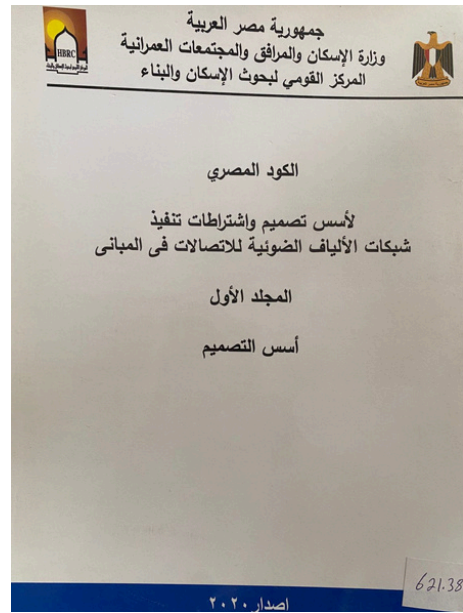 جمهورية مصر العربية
وزارة الإسكان والمرافق والمجتمعات العمرانية
المركز القومي لبحوث الإسكان والبناء
HBRC
الكود المصري
لأسس تصميم واشتراطات تنفيذ
شبكات الألياف الضوئية للاتصالات فى المبانى
المجلد الأول
أسس التصميم
621.38
اصدار ٢٠٢٠